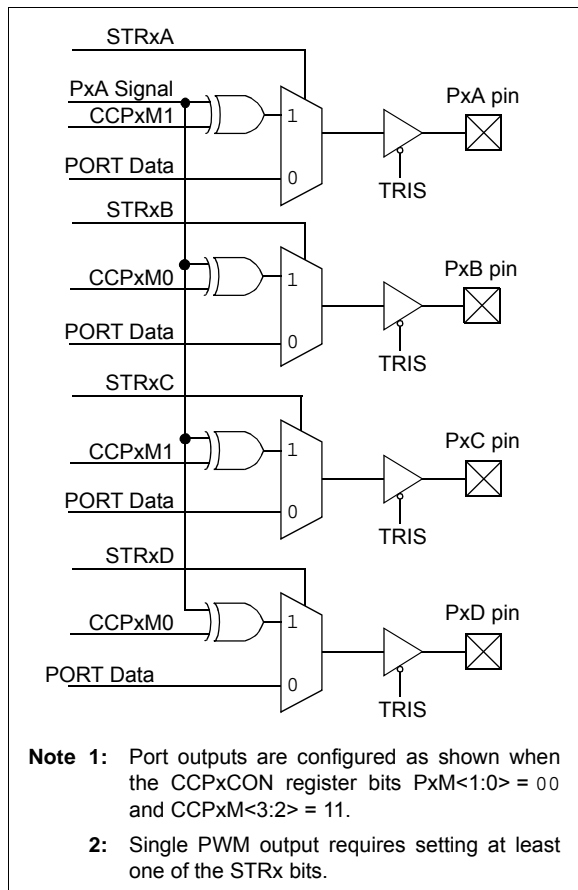 STRxA
PxA Signal
CCPxM1
1
PxA pin
PORT Data
0
TRIS
STRxB
CCPxM0
1
PxB pin
PORT Data
0
TRIS
STRxC
CCPxM1
1
PxC pin
PORT Data
0
TRIS
STRxD
CCPxM0
1
PxD pin
PORT Data
0
TRIS
Note 1: Port outputs are configured as shown when
the CCPxCON register bits PxM<1:0> = 00
and CCPxM<3:2> = 11.
2: Single PWM output requires setting at least
one of the STRx bits.